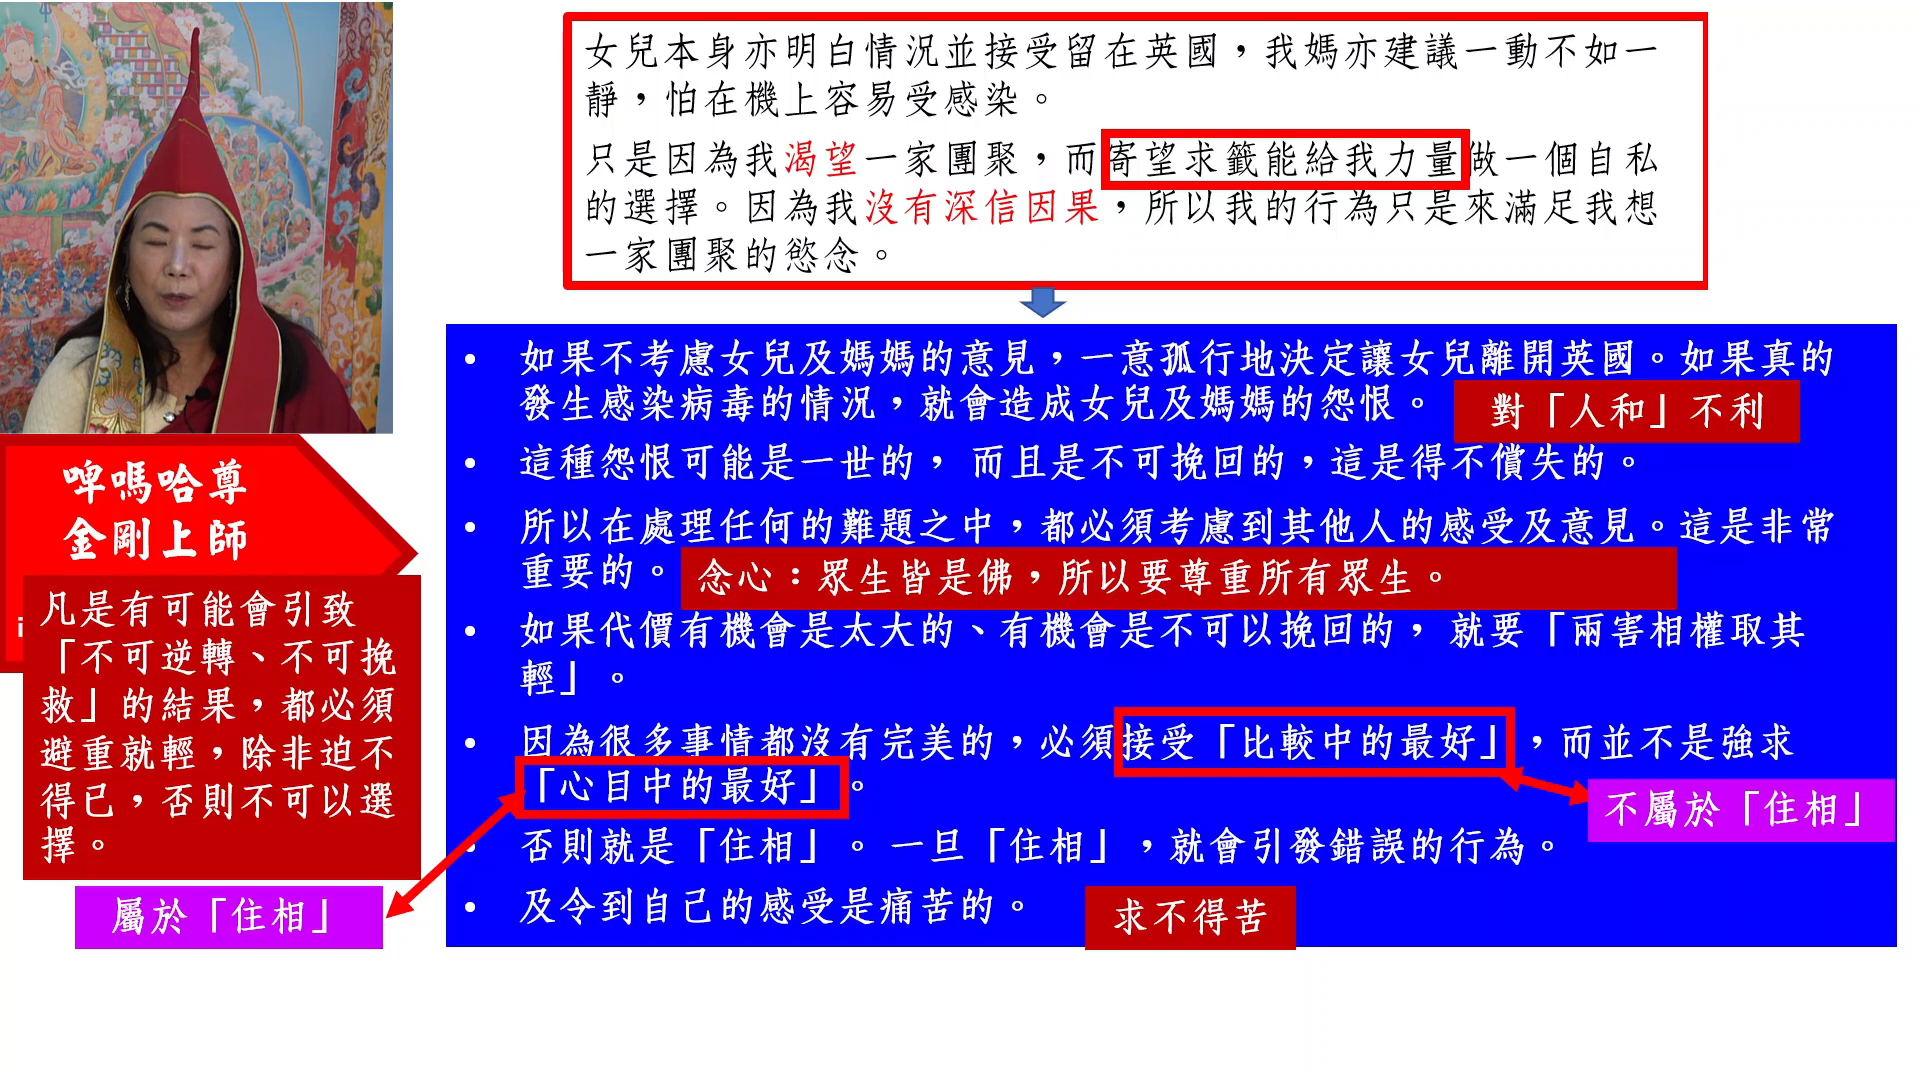 女兒本身亦明白情況並接受留在英國，我媽亦建議一動不如一
靜，怕在機上容易受感染。
只是因為我渴望一家團聚，而寄望求籤能給我力量做一個自私
的選擇。因為我沒有深信因果，所以我的行為只是來滿足我想
一家團聚的慾念。
• 如果不考慮女兒及媽媽的意見，一意孤行地決定讓女兒離開英國。如果真的
發生感染病毒的情況，就會造成女兒及媽媽的怨恨。
對「人和」不利
• 這種怨恨可能是一世的， 而且是不可挽回的，這是得不償失的。
• 所以在處理任何的難題之中，都必須考慮到其他人的感受及意見。這是非常
重要的。
念心：眾生皆是佛，所以要尊重所有眾生。
• 如果代價有機會是太大的、有機會是不可以挽回的， 就要「兩害相權取其
輕」。
• 因為很多事情都沒有完美的，必須接受「比較中的最好」，而並不是強求
「心目中的最好」。
不屬於「住相」
• 否則就是「住相」。 一旦「住相」，就會引發錯誤的行為。
• 及令到自己的感受是痛苦的。
求不得苦
啤嗎哈尊
金剛上師
i
凡是有可能會引致
「不可逆轉、不可挽
救」的結果，都必須
避重就輕，除非迫不
得已，否則不可以選
擇。
屬於「住相」